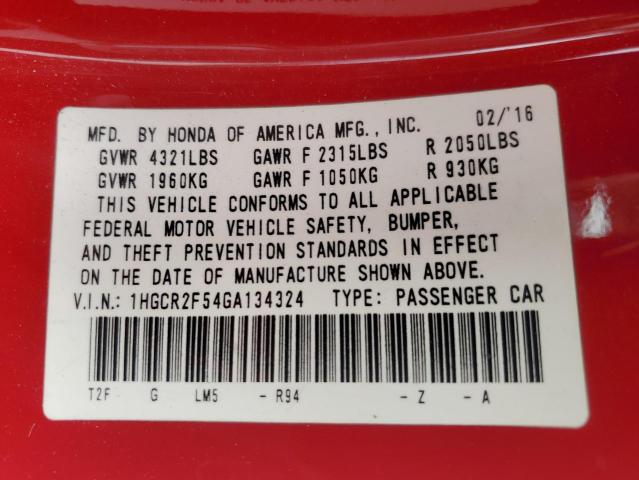 MFD. BY HONDA OF AMERICA MFG., INC. 02/'16
GVWR 4321LBS GAWR F 2315LBS R 2050LBS
GVWR 1960KG GAWR F 1050KG R 930KG
THIS VEHICLE CONFORMS TO ALL APPLICABLE
FEDERAL MOTOR VEHICLE SAFETY, BUMPER,
AND THEFT PREVENTION STANDARDS IN EFFECT
ON THE DATE OF MANUFACTURE SHOWN ABOVE.
V.I.N.: 1HGCR2F54GA134324 TYPE: PASSENGER CAR
T2F G LM5 - R94 - Z - A